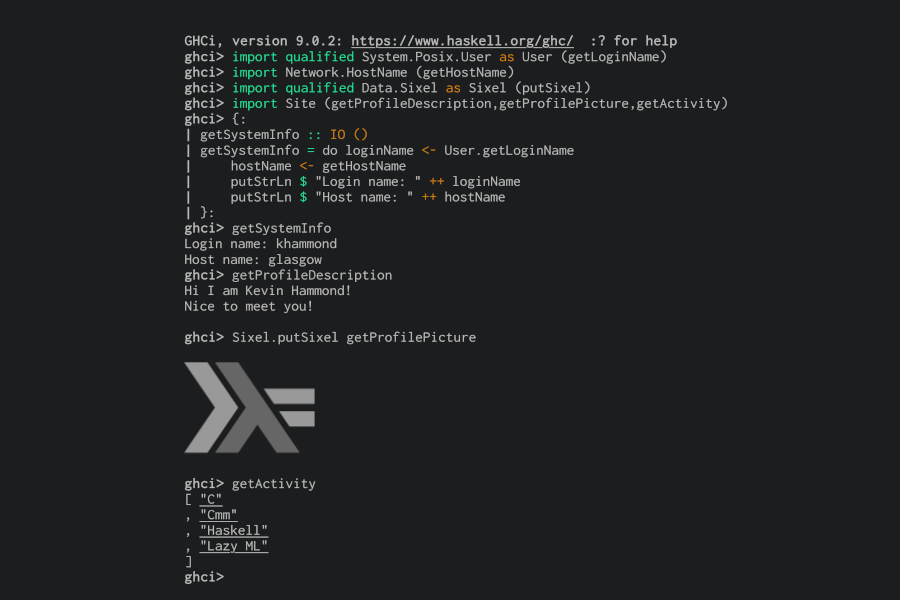 GHCi, version 9.0.2: https://www.haskell.org/ghc/  :? for help
ghci> import qualified System.Posix.User as User (getLoginName)
ghci> import Network.HostName (getHostName)
ghci> import qualified Data.Sixel as Sixel (putSixel)
ghci> import Site (getProfileDescription,getProfilePicture,getActivity)
ghci> {:
| getSystemInfo :: IO ()
| getSystemInfo = do loginName <- User.getLoginName
|     hostName <- getHostName
|     putStrLn $ "Login name: " ++ loginName
|     putStrLn $ "Host name: " ++ hostName
| }:
ghci> getSystemInfo
Login name: khammond
Host name: glasgow
ghci> getProfileDescription
Hi I am Kevin Hammond!
Nice to meet you!
ghci> Sixel.putSixel getProfilePicture
ghci> getActivity
[ "C"
, "Cmm"
, "Haskell"
, "Lazy ML"
]
ghci>